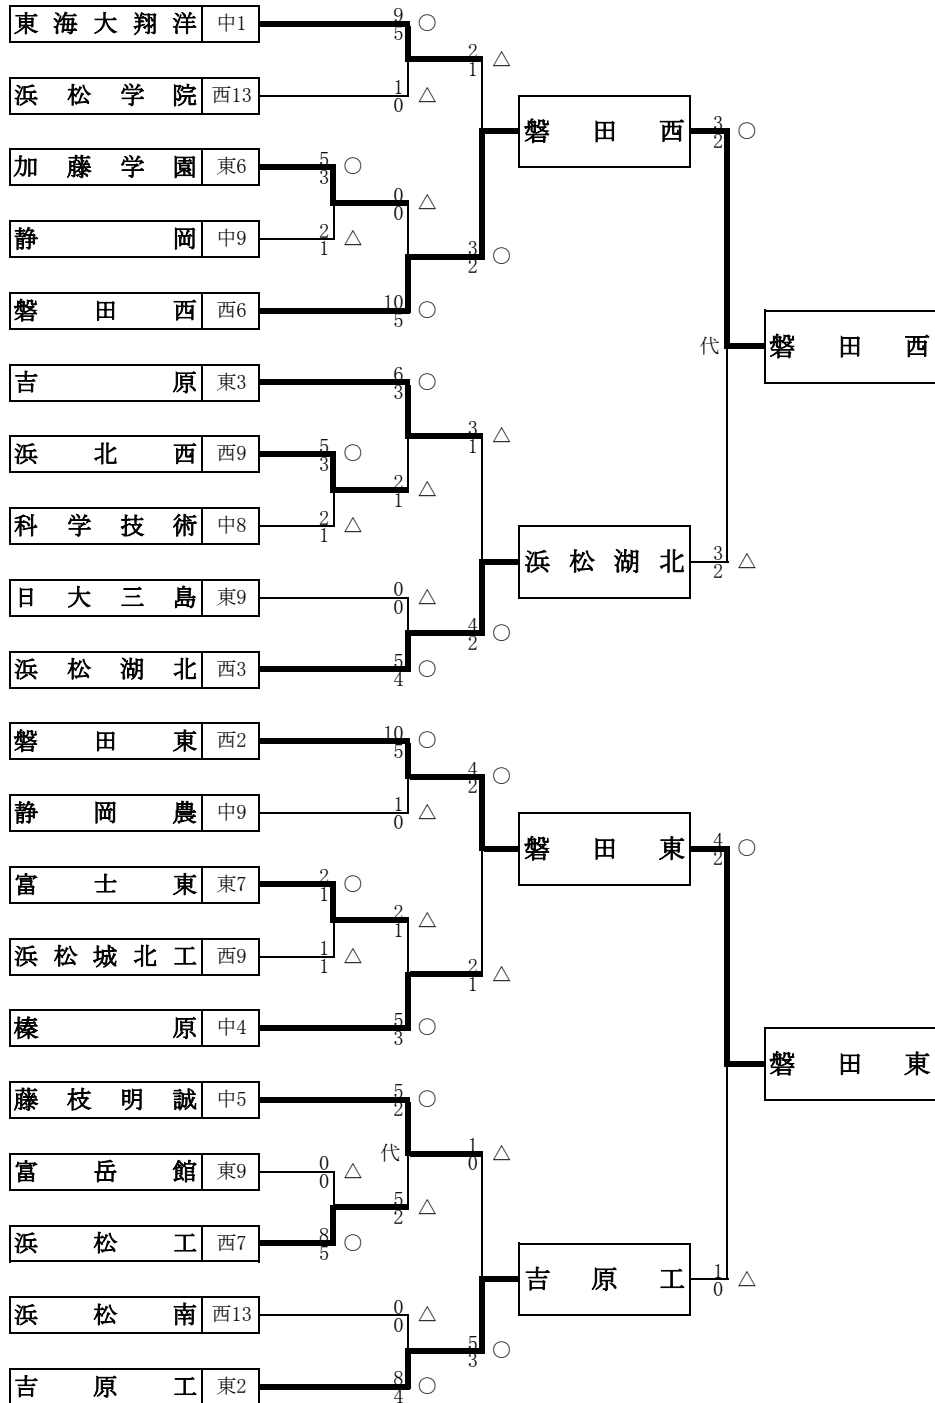 東海大翔洋 中1 9 5 ○
2 1 △
浜松学院 西13 1 0 △
磐田西 3 2 ○
加藤学園 東6 5 3 ○
0 0 △
静岡 中9 2 1 △
3 2 ○
磐田西 西6 10 5 ○
代 磐田西
吉原 東3 6 3 ○
3 1 △
浜北西 西9 5 3 ○
2 1 △
科学技術 中8 2 1 △
浜松湖北 3 2 △
日大三島 東9 0 0 △
4 2 ○
浜松湖北 西3 5 4 ○
磐田東 西2 10 5 ○
4 2 ○
静岡農 中9 1 0 △
磐田東 4 2 ○
富士東 東7 2 1 ○
2 1 △
浜松城北工 西9 1 1 △
2 1 △
榛原 中4 5 3 ○
磐田東
藤枝明誠 中5 5 2 ○
代 1 0 △
富岳館 東9 0 0 △
5 2 △
浜松工 西7 8 5 ○
吉原工 1 0 △
浜松南 西13 0 0 △
5 3 ○
吉原工 東2 8 4 ○